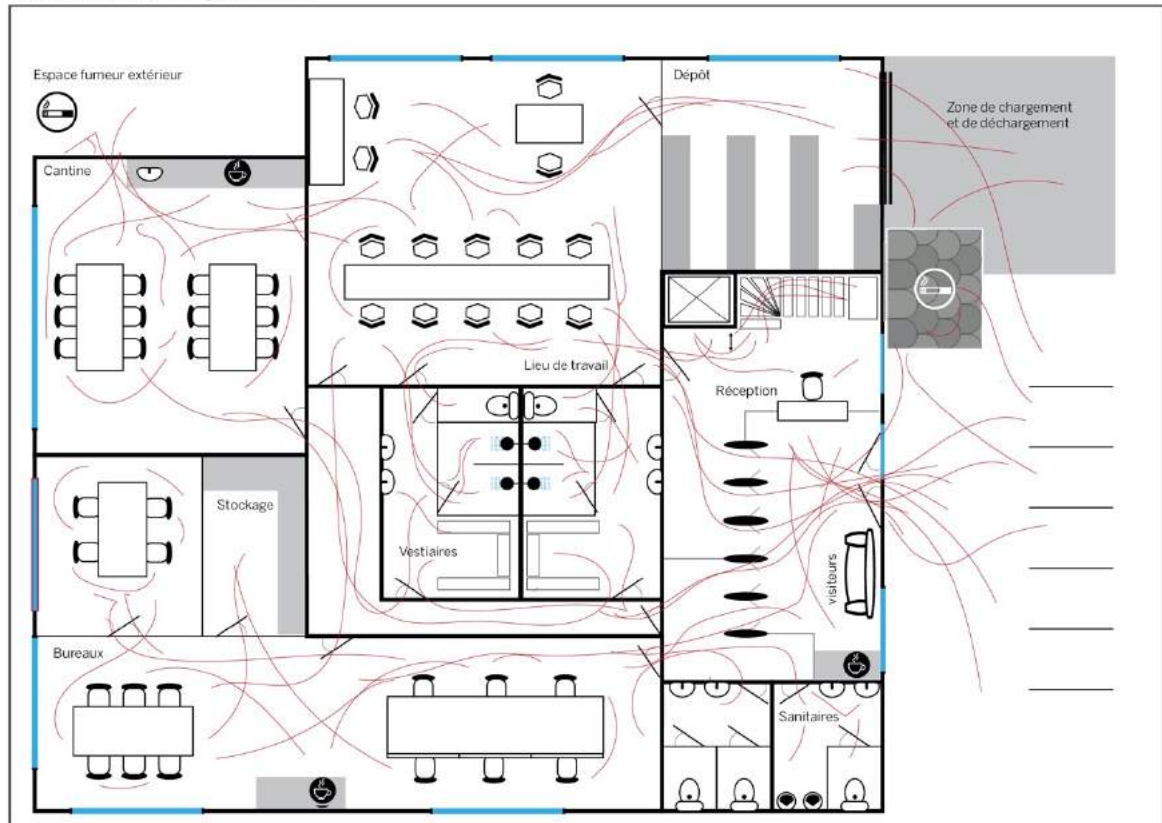 Espace fumeur extérieur
Dépôt
Zone de chargement
et de déchargement
Cantine
Lieu de travail
Réception
Stockage
Vestiaires
visiteurs
Bureaux
Sanitaires